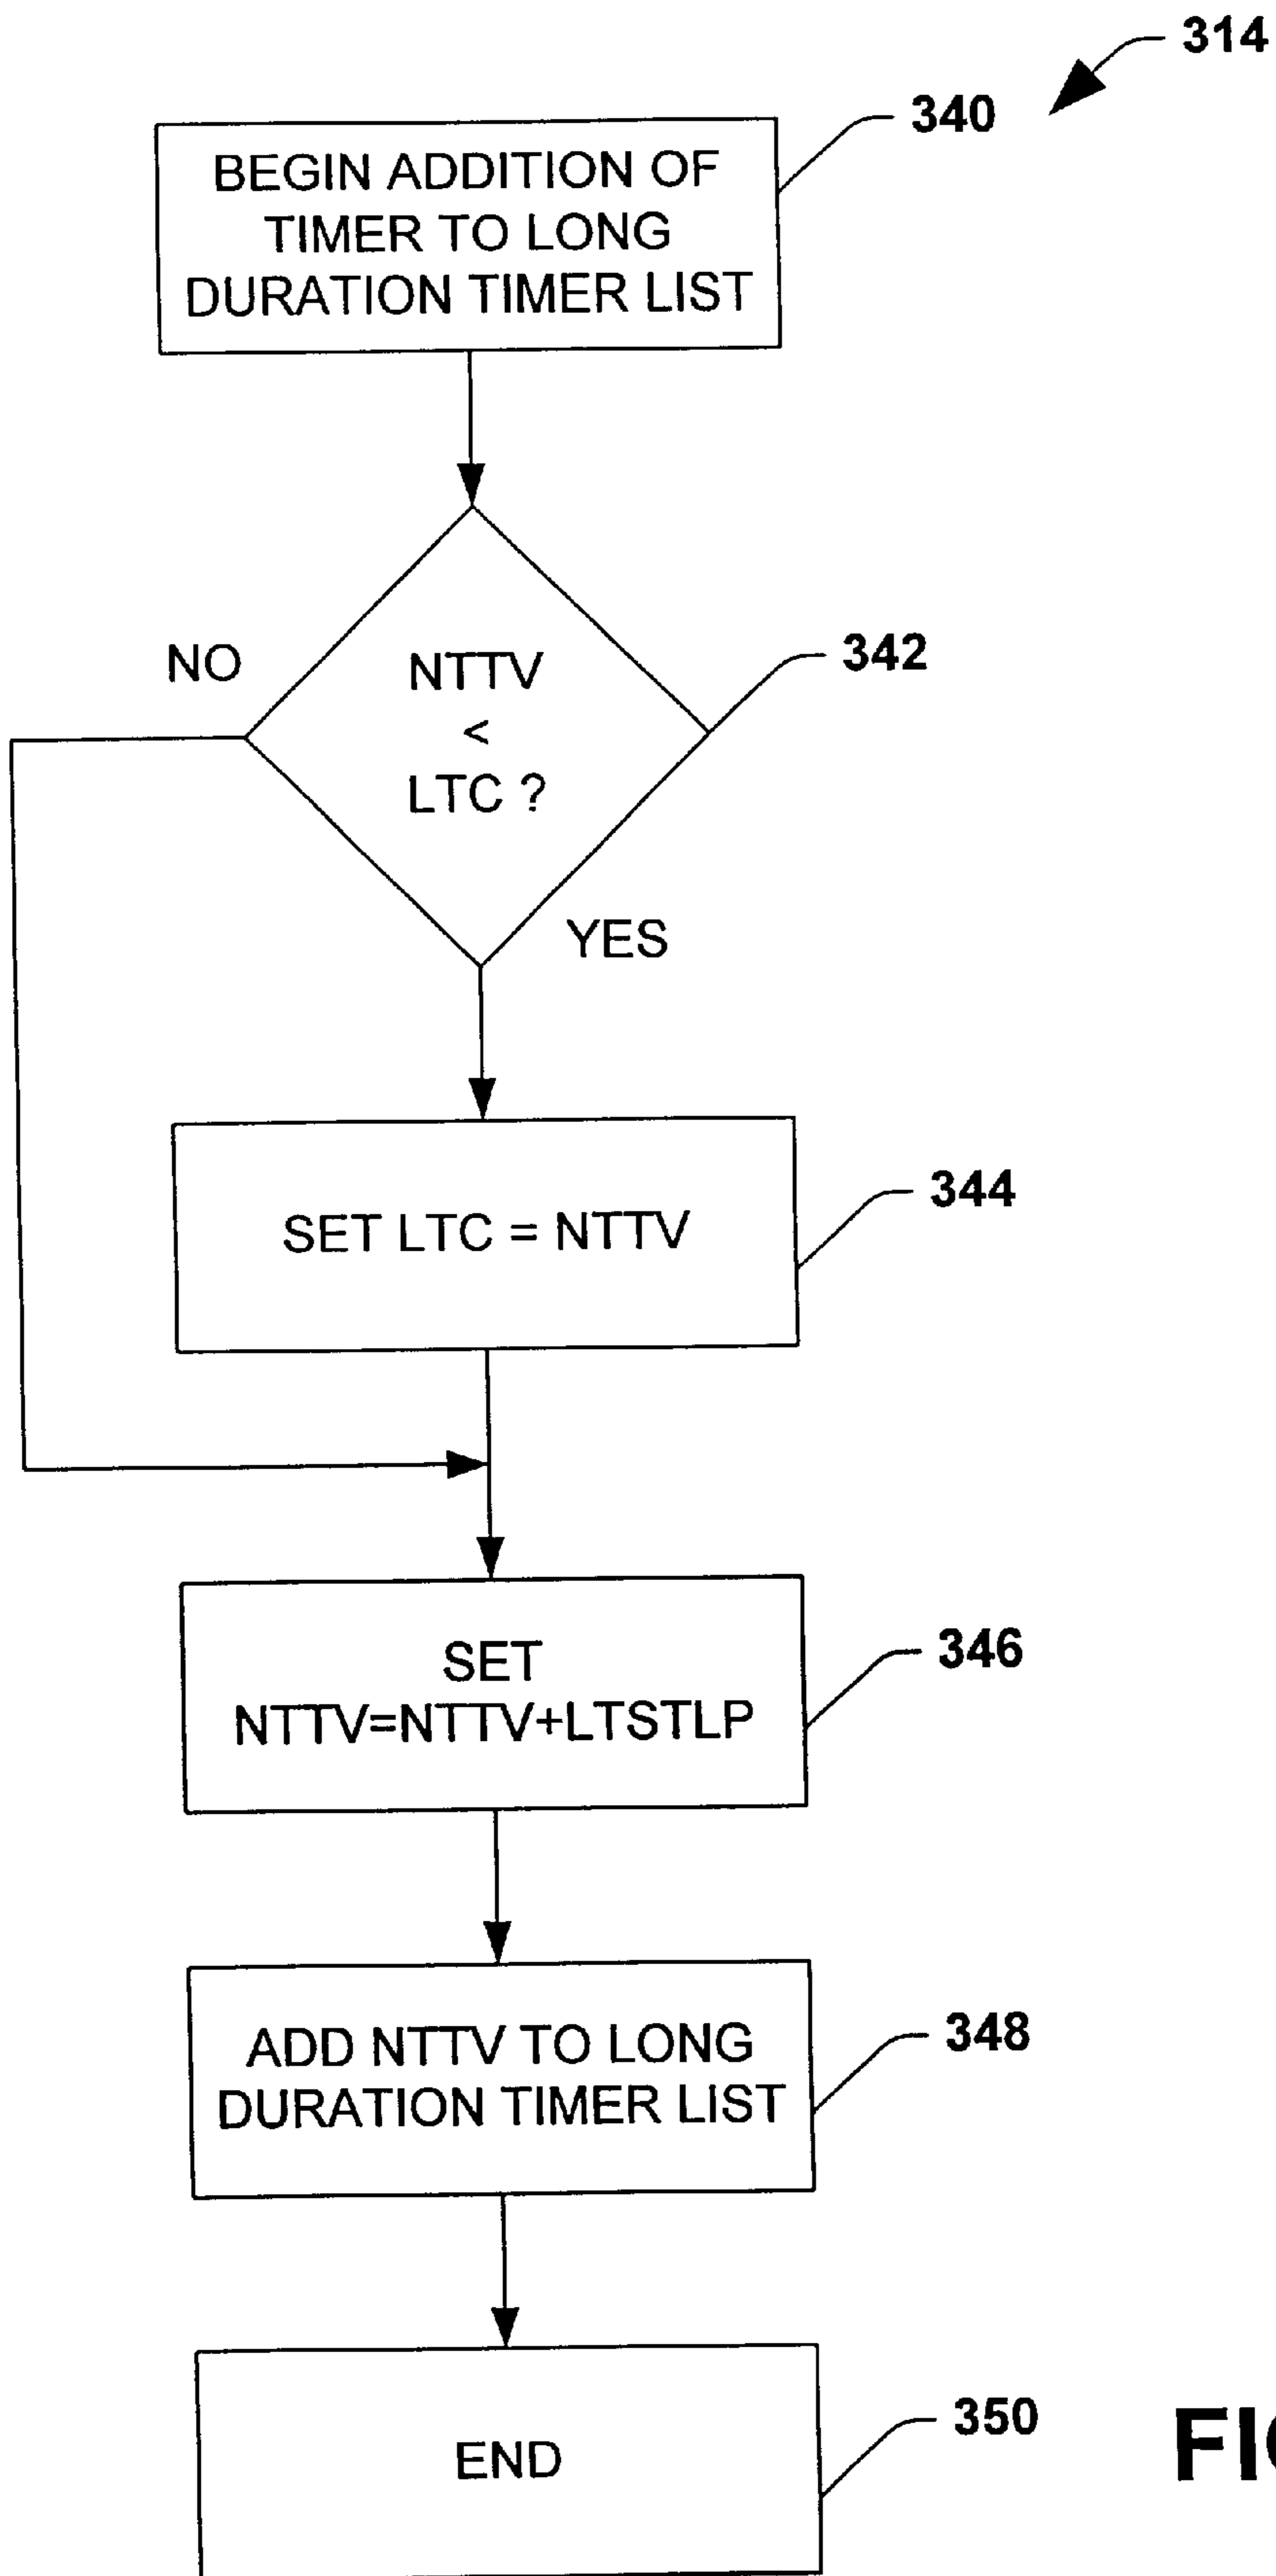 314
340
BEGIN ADDITION OF
TIMER TO LONG
DURATION TIMER LIST
NO
NTTV
<
LTC ?
342
YES
SET LTC = NTTV
344
SET
NTTV=NTTV+LTSTLP
346
ADD NTTV TO LONG
DURATION TIMER LIST
348
END
350